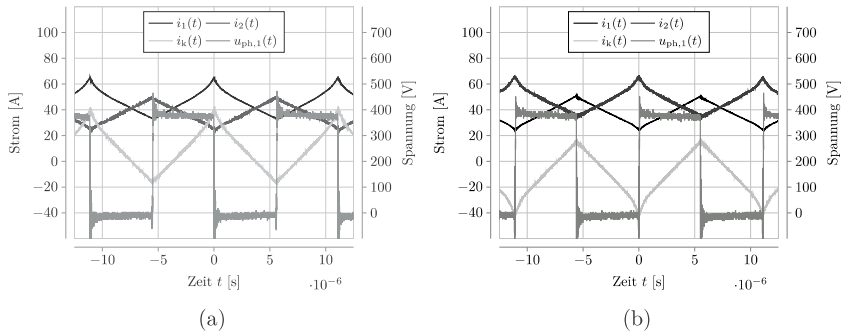 i₁(t) i₂(t)
iₖ(t) u_ph,1(t)
100
80
60
40
20
0
−20
−40
Strom [A]
700
600
500
400
300
200
100
0
Spannung [V]
−10 −5 0 5 10
Zeit t [s] ·10⁻⁶
(a)
i₁(t) i₂(t)
iₖ(t) u_ph,1(t)
100
80
60
40
20
0
−20
−40
Strom [A]
700
600
500
400
300
200
100
0
Spannung [V]
−10 −5 0 5 10
Zeit t [s] ·10⁻⁶
(b)